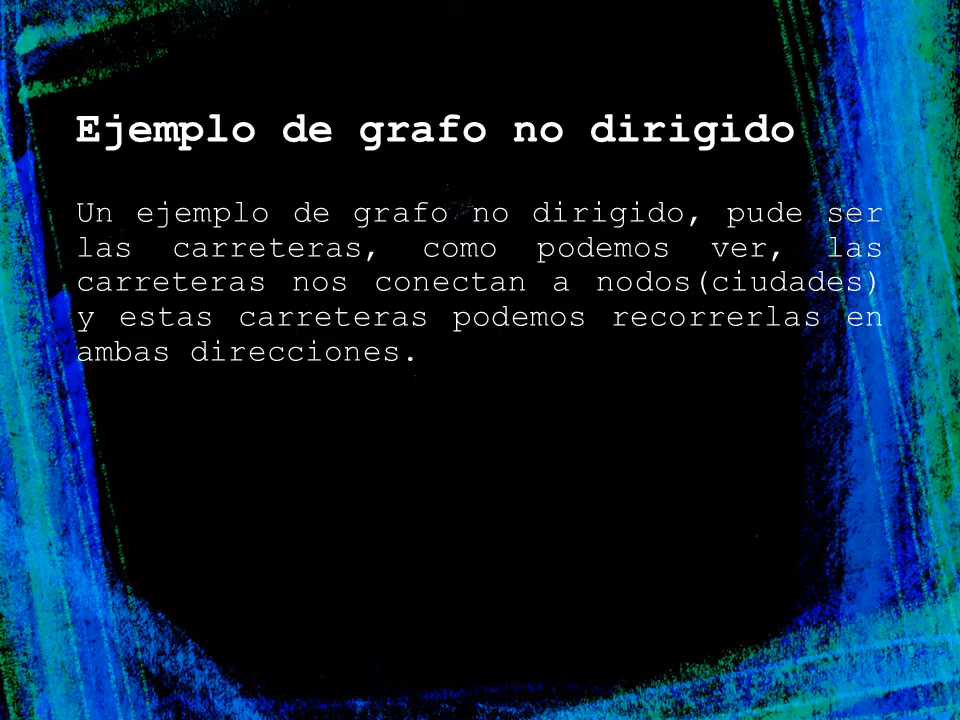 Ejemplo de grafo no dirigido
Un ejemplo de grafo no dirigido, pude ser
las carreteras, como podemos ver, las
carreteras nos conectan a nodos(ciudades)
y estas carreteras podemos recorrerlas en
ambas direcciones.